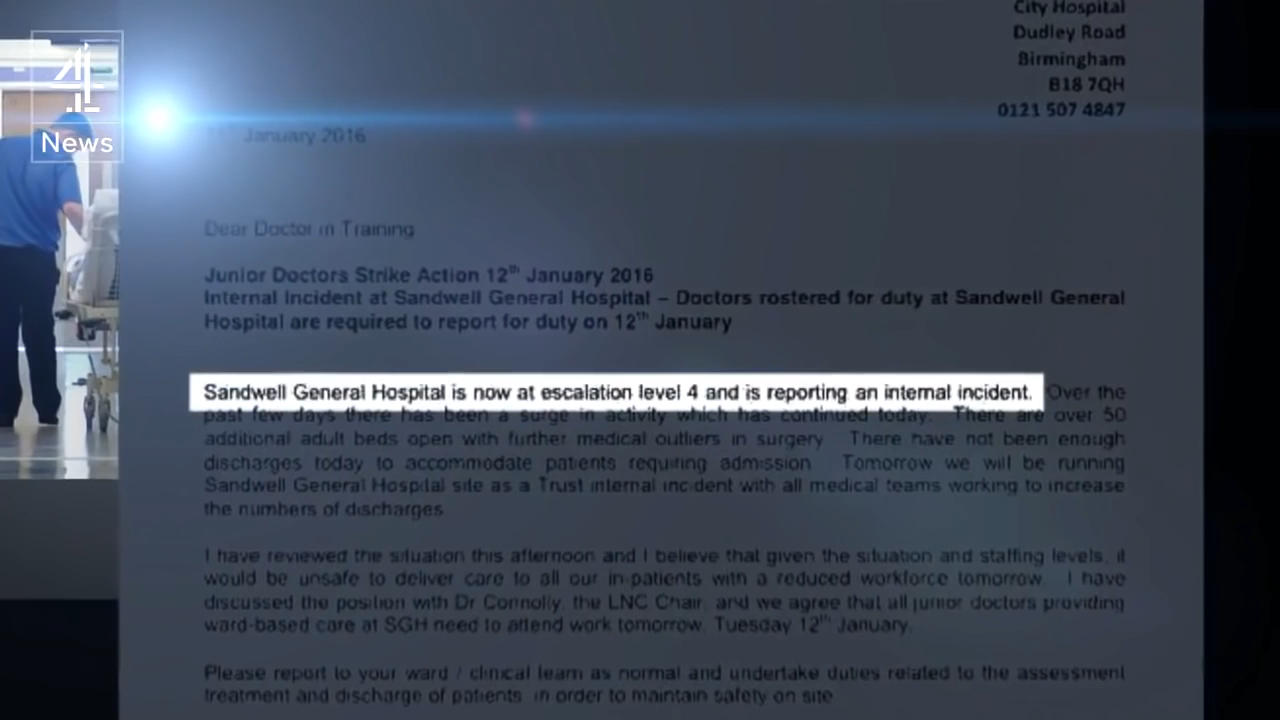 4
News
City Hospital
Dudley Road
Birmingham
B18 7QH
0121 507 4847
January 2016
Dear Doctor in Training
Junior Doctors Strike Action 12th January 2016
Internal Incident at Sandwell General Hospital – Doctors rostered for duty at Sandwell General
Hospital are required to report for duty on 12th January
Sandwell General Hospital is now at escalation level 4 and is reporting an internal incident. Over the
past few days there has been a surge in activity which has continued today. There are over 50
additional adult beds open with further medical outliers in surgery There have not been enough
discharges today to accommodate patients requiring admission Tomorrow we will be running
Sandwell General Hospital site as a Trust internal incident with all medical teams working to increase
the numbers of discharges
I have reviewed the situation this afternoon and I believe that given the situation and staffing levels, it
would be unsafe to deliver care to all our in-patients with a reduced workforce tomorrow. I have
discussed the position with Dr Connolly, the LNC Chair, and we agree that all junior doctors providing
ward-based care at SGH need to attend work tomorrow, Tuesday 12th January.
Please report to your ward / clinical team as normal and undertake duties related to the assessment
treatment and discharge of patients in order to maintain safety on site